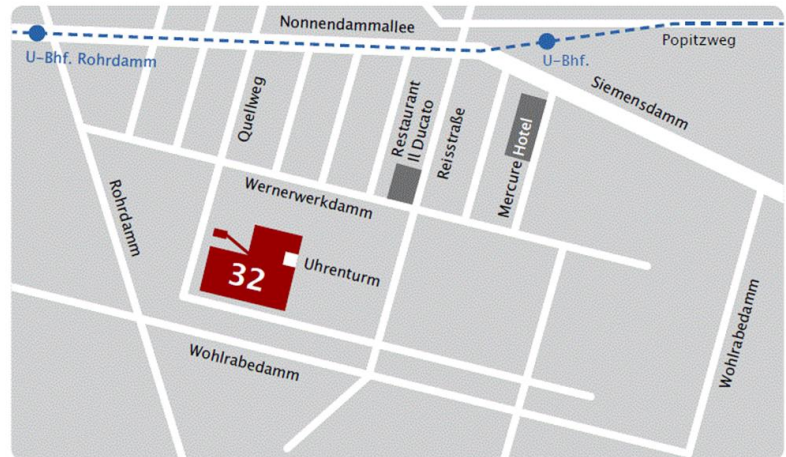 Nonnendammallee
Popitzweg
U-Bhf. Rohrdamm
U-Bhf.
Siemensdamm
Quellweg
Restaurant
Il Ducato
Reisstraße
Mercure Hotel
Rohrdamm
Wernerwerkdamm
32
Uhrenturm
Wohlrabedamm
Wohlrabedamm